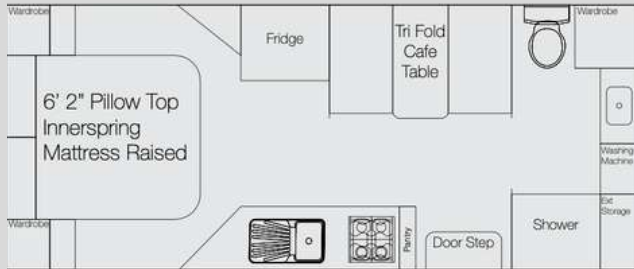 Wardrobe
Fridge
Tri Fold
Cafe
Table
Wardrobe
6' 2" Pillow Top
Innerspring
Mattress Raised
Washing
Machine
Ext
Storage
Wardrobe
Pantry
Door Step
Shower